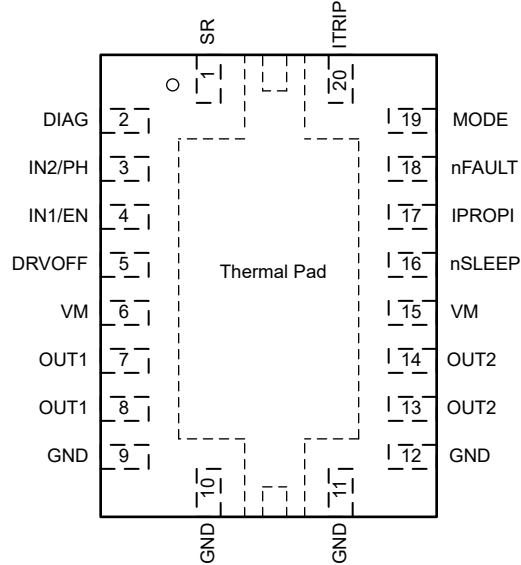 SR
ITRIP
1
20
DIAG 2
19 MODE
IN2/PH 3
18 nFAULT
IN1/EN 4
17 IPROPI
DRVOFF 5
16 nSLEEP
Thermal Pad
VM 6
15 VM
OUT1 7
14 OUT2
OUT1 8
13 OUT2
GND 9
12 GND
10
11
GND
GND